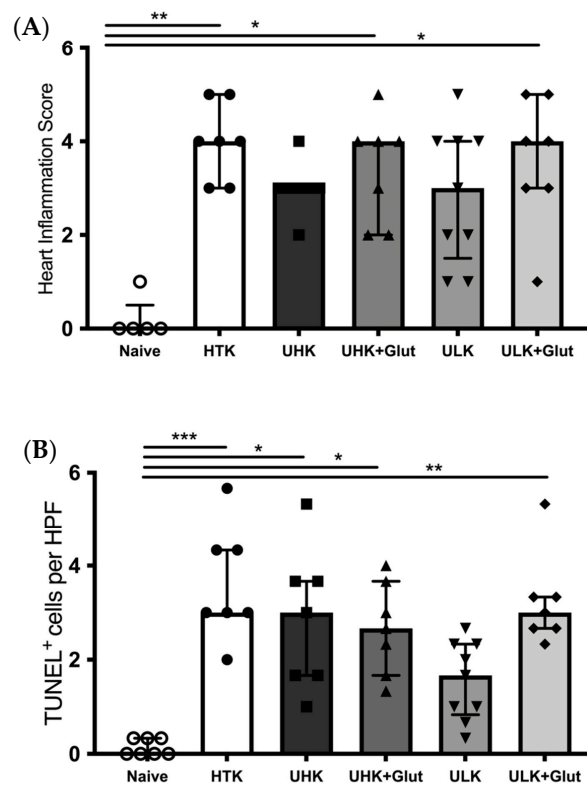 (A)
**
*
*
Heart Inflammation Score
6
4
2
0
Naive HTK UHK UHK+Glut ULK ULK+Glut
(B)
***
*
*
**
TUNEL+ cells per HPF
6
4
2
0
Naive HTK UHK UHK+Glut ULK ULK+Glut